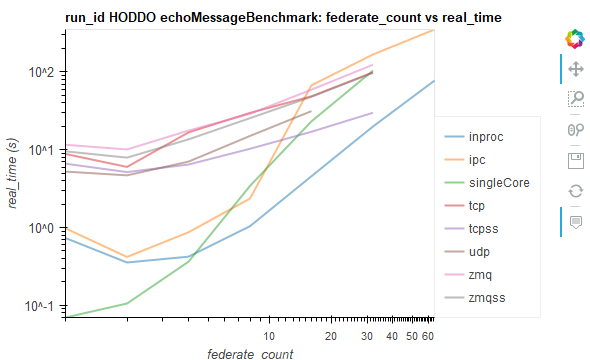 run_id HODDO echoMessageBenchmark: federate_count vs real_time
real_time (s)
10^2
10^1
10^0
10^-1
10
20
30
40
50
60
federate_count
inproc
ipc
singleCore
tcp
tcpss
udp
zmq
zmqss